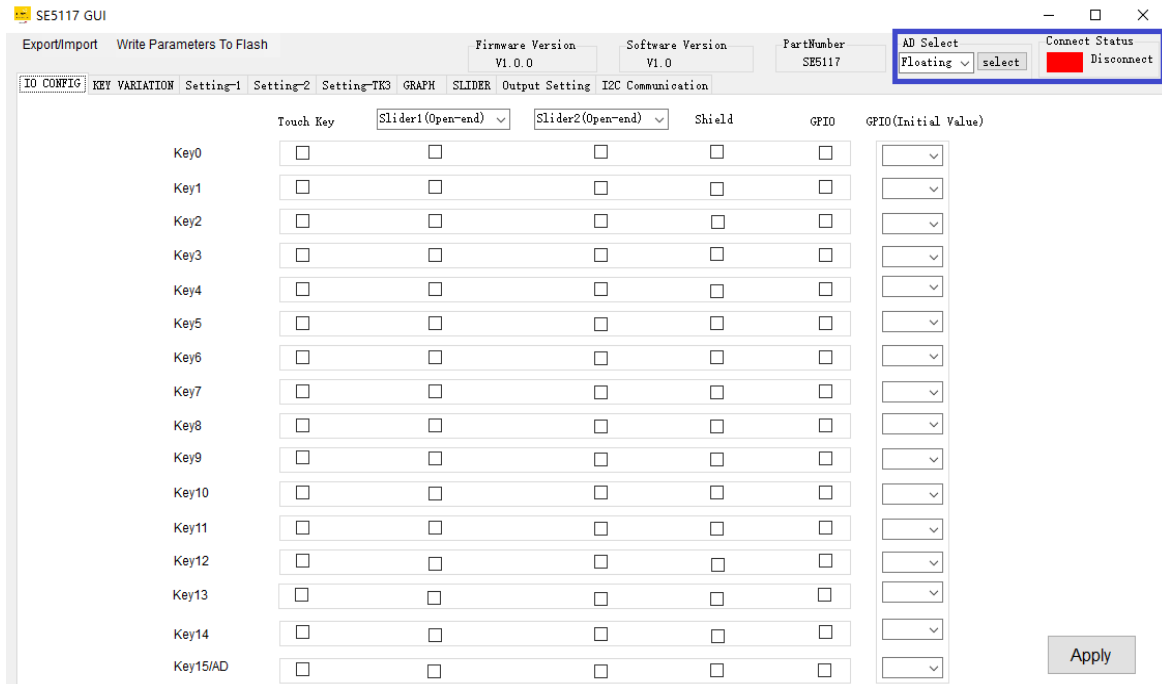 SE5117 GUI
Export/Import Write Parameters To Flash
Firmware Version
V1.0.0
Software Version
V1.0
PartNumber
SE5117
AD Select
Floating select
Connect Status
Disconnect
IO CONFIG KEY VARIATION Setting-1 Setting-2 Setting-TK3 GRAPH SLIDER Output Setting I2C Communication
Touch Key Slider1(Open-end) Slider2(Open-end) Shield GPIO GPIO(Initial Value)
Key0
Key1
Key2
Key3
Key4
Key5
Key6
Key7
Key8
Key9
Key10
Key11
Key12
Key13
Key14
Key15/AD
Apply